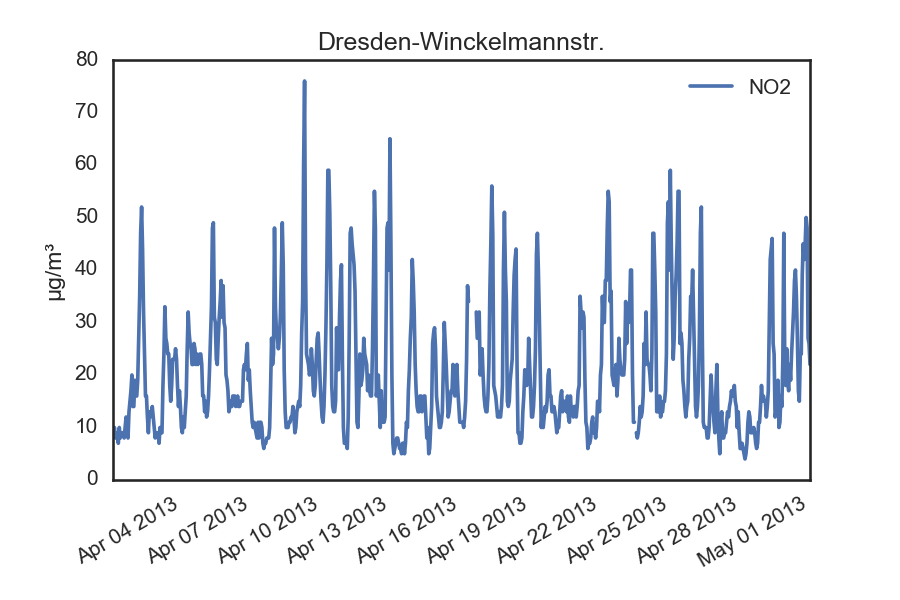 Dresden-Winckelmannstr.
80
70
60
50
40
30
20
10
0
µg/m³
NO2
Apr 04 2013
Apr 07 2013
Apr 10 2013
Apr 13 2013
Apr 16 2013
Apr 19 2013
Apr 22 2013
Apr 25 2013
Apr 28 2013
May 01 2013